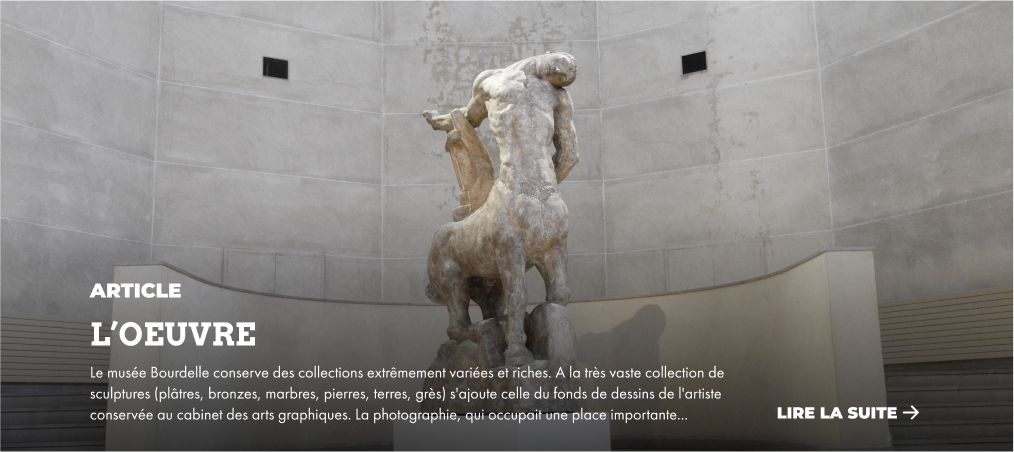 ARTICLE
L'OEUVRE
Le musée Bourdelle conserve des collections extrêmement variées et riches. A la très vaste collection de
sculptures (plâtres, bronzes, marbres, pierres, terres, grès) s'ajoute celle du fonds de dessins de l'artiste
conservée au cabinet des arts graphiques. La photographie, qui occupait une place importante...
LIRE LA SUITE →